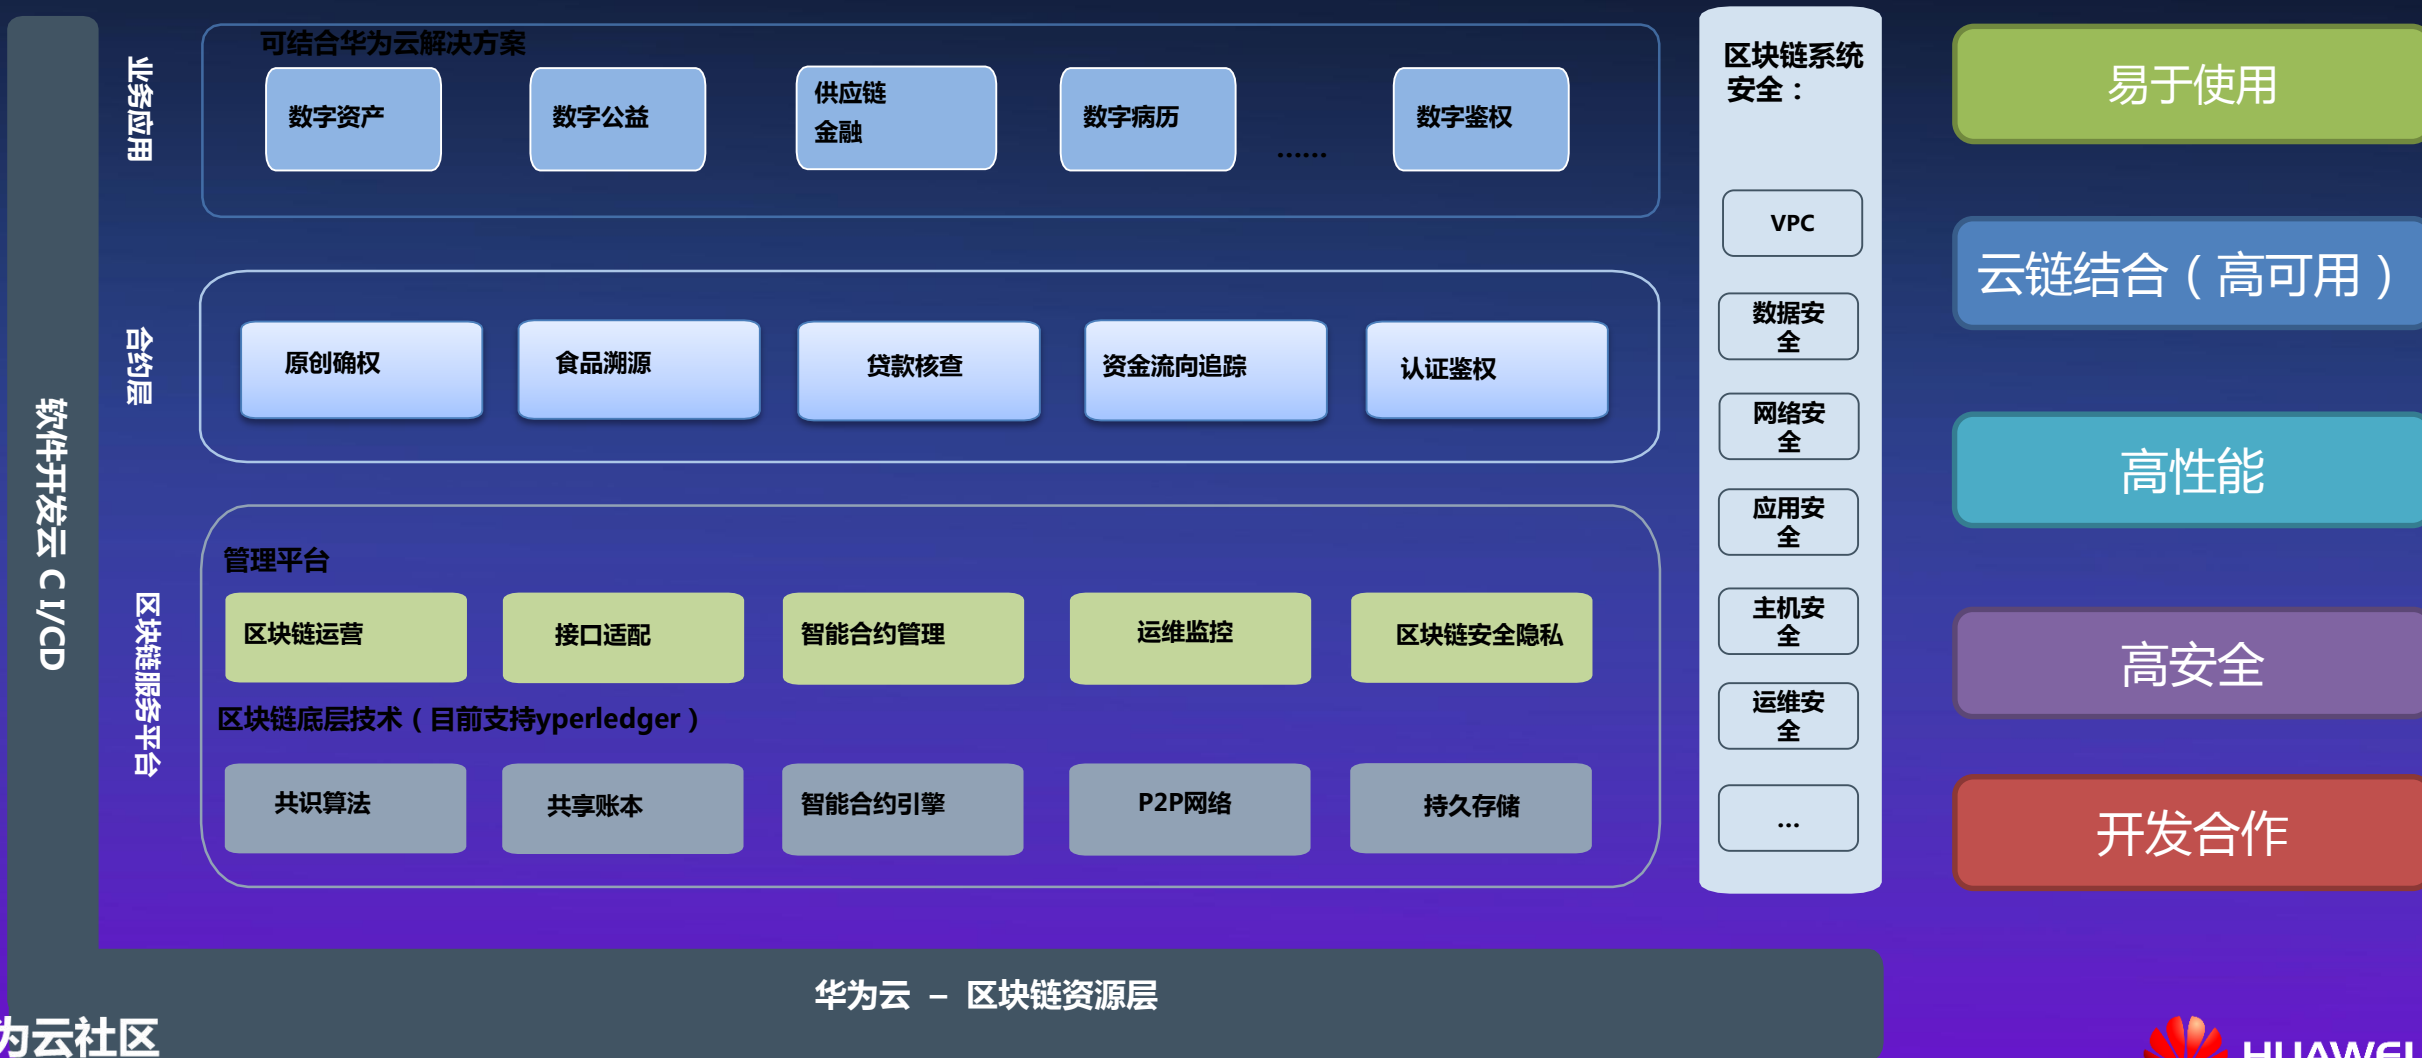 软件开发云 C I/CD
业务应用
可结合华为云解决方案
数字资产
数字公益
供应链
金融
数字病历
......
数字鉴权
合约层
原创确权
食品溯源
贷款核查
资金流向追踪
认证鉴权
区块链服务平台
管理平台
区块链运营
接口适配
智能合约管理
运维监控
区块链安全隐私
区块链底层技术（目前支持yperledger）
共识算法
共享账本
智能合约引擎
P2P网络
持久存储
区块链系统
安全：
VPC
数据安
全
网络安
全
应用安
全
主机安
全
运维安
全
...
易于使用
云链结合（高可用）
高性能
高安全
开发合作
华为云 – 区块链资源层
为云社区
HUAWEI